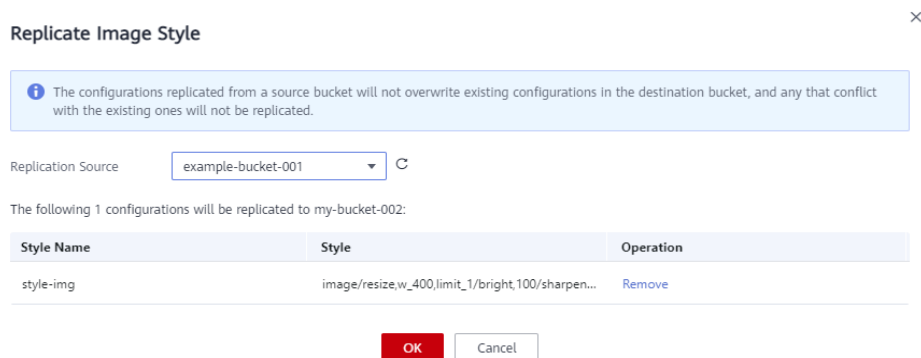 Replicate Image Style
The configurations replicated from a source bucket will not overwrite existing configurations in the destination bucket, and any that conflict
with the existing ones will not be replicated.
Replication Source example-bucket-001
The following 1 configurations will be replicated to my-bucket-002:
Style Name Style Operation
style-img image/resize,w_400,limit_1/bright,100/sharpen... Remove
OK Cancel